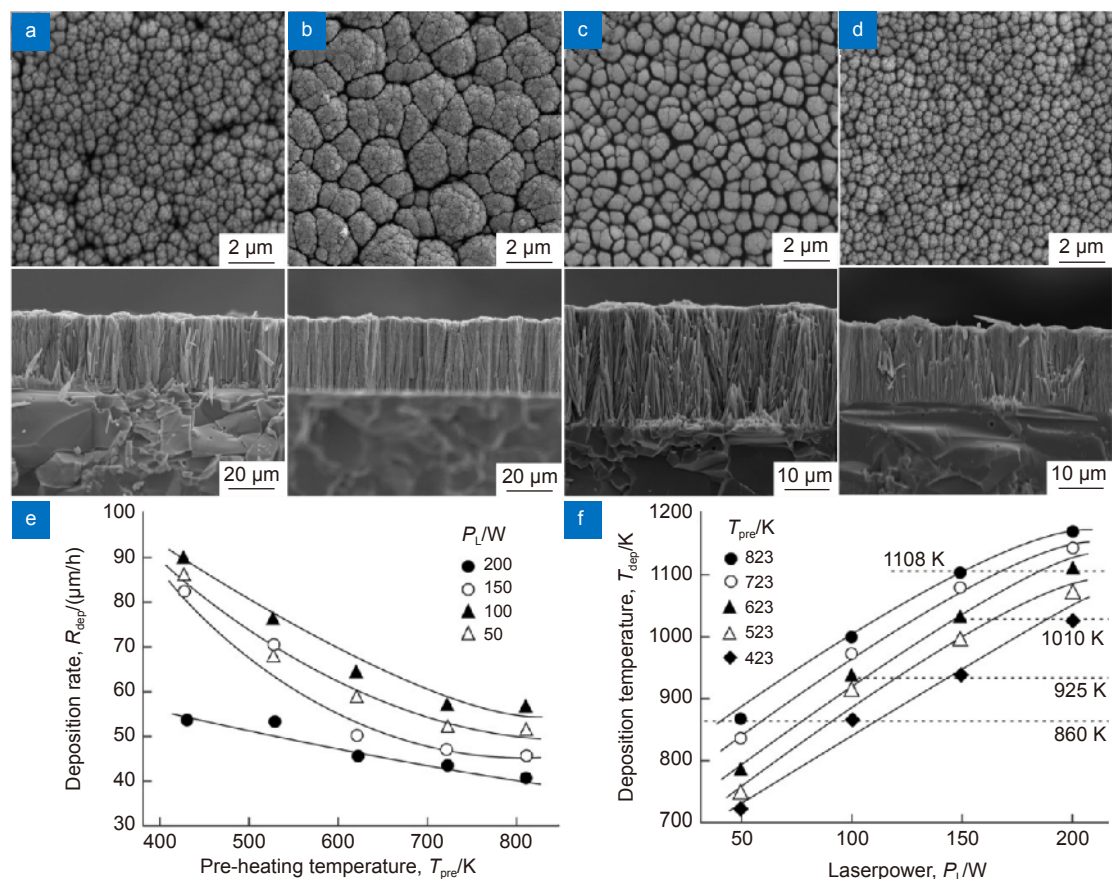 a
b
c
d
2 μm
2 μm
2 μm
2 μm
20 μm
20 μm
10 μm
10 μm
e
100
90
80
70
60
50
40
30
400
500
600
700
800
Deposition rate, Rdep/(μm/h)
Pre-heating temperature, Tpre/K
PL/W
200
150
100
50
f
1200
1100
1000
900
800
700
50
100
150
200
Deposition temperature, Tdep/K
Laserpower, PL/W
Tpre/K
823
723
623
523
423
1108 K
1010 K
925 K
860 K